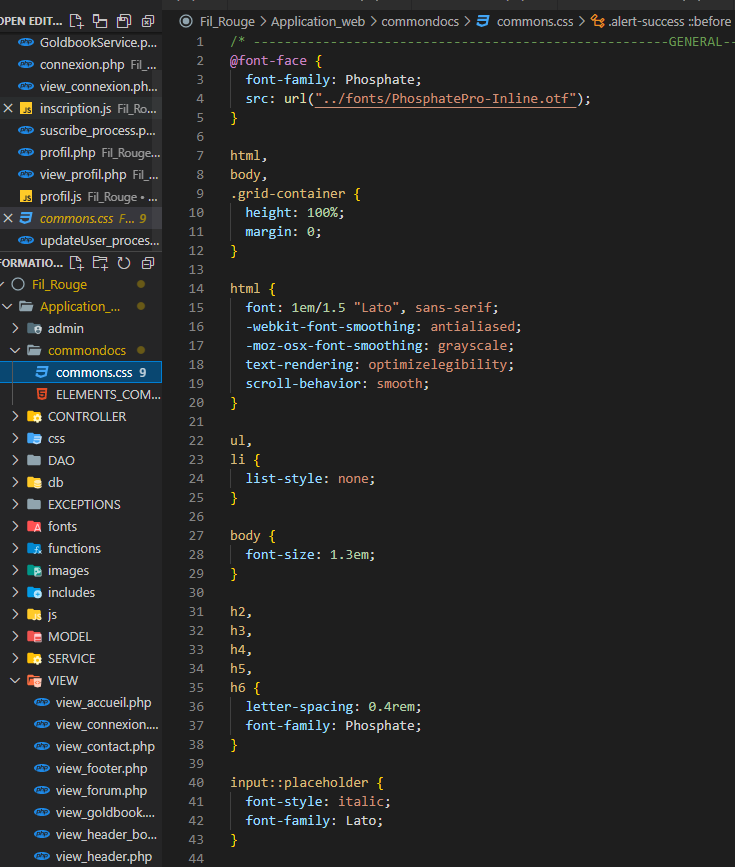 OPEN EDIT...
GoldbookService.p...
connexion.php Fil_...
view_connexion.ph...
inscription.js Fil_Ro...
suscribe_process.p...
profil.php Fil_Rouge...
view_profil.php Fil_...
profil.js Fil_Rouge • ...
commons.css F... 9
updateUser_proces...
FORMATIO...
Fil_Rouge
Application_...
admin
commondocs
commons.css 9
ELEMENTS_COM...
CONTROLLER
css
DAO
db
EXCEPTIONS
fonts
functions
images
includes
js
MODEL
SERVICE
VIEW
view_accueil.php
view_connexion....
view_contact.php
view_footer.php
view_forum.php
view_goldbook....
view_header_bo...
view_header.php
Fil_Rouge > Application_web > commondocs > commons.css > .alert-success ::before
1 /* -----------------------------------------------------GENERAL--
2 @font-face {
3 font-family: Phosphate;
4 src: url("../fonts/PhosphatePro-Inline.otf");
5 }
6
7 html,
8 body,
9 .grid-container {
10 height: 100%;
11 margin: 0;
12 }
13
14 html {
15 font: 1em/1.5 "Lato", sans-serif;
16 -webkit-font-smoothing: antialiased;
17 -moz-osx-font-smoothing: grayscale;
18 text-rendering: optimizelegibility;
19 scroll-behavior: smooth;
20 }
21
22 ul,
23 li {
24 list-style: none;
25 }
26
27 body {
28 font-size: 1.3em;
29 }
30
31 h2,
32 h3,
33 h4,
34 h5,
35 h6 {
36 letter-spacing: 0.4rem;
37 font-family: Phosphate;
38 }
39
40 input::placeholder {
41 font-style: italic;
42 font-family: Lato;
43 }
44